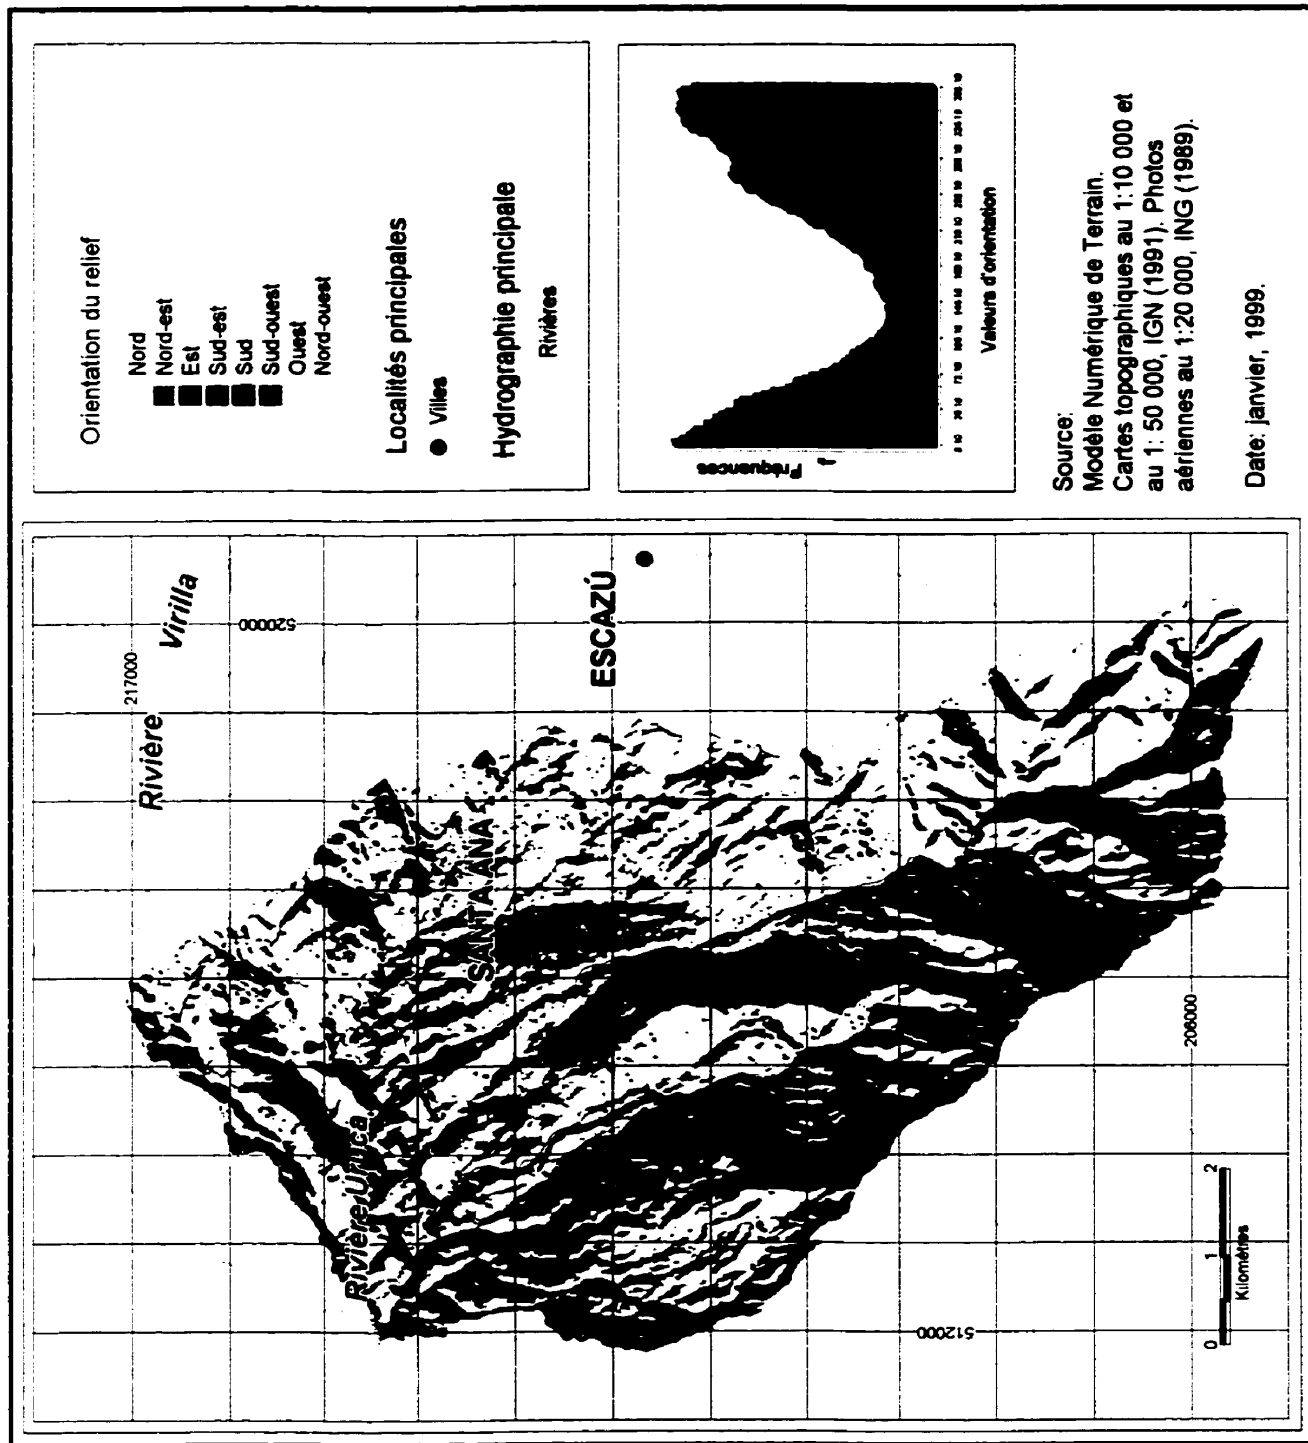 Rivière Virilla
217000
520000
ESCAZÚ
SANTA ANA
Rivière Uruca
512000
206000
0 1 2
Kilomètres
Orientation du relief
Nord
Nord-est
Est
Sud-est
Sud
Sud-ouest
Ouest
Nord-ouest
Localités principales
Villes
Hydrographie principale
Rivières
Fréquences
Valeurs d'orientation
Source:
Modèle Numérique de Terrain.
Cartes topographiques au 1:10 000 et
au 1: 50 000, IGN (1991). Photos
aériennes au 1:20 000, ING (1989).
Date: janvier, 1999.